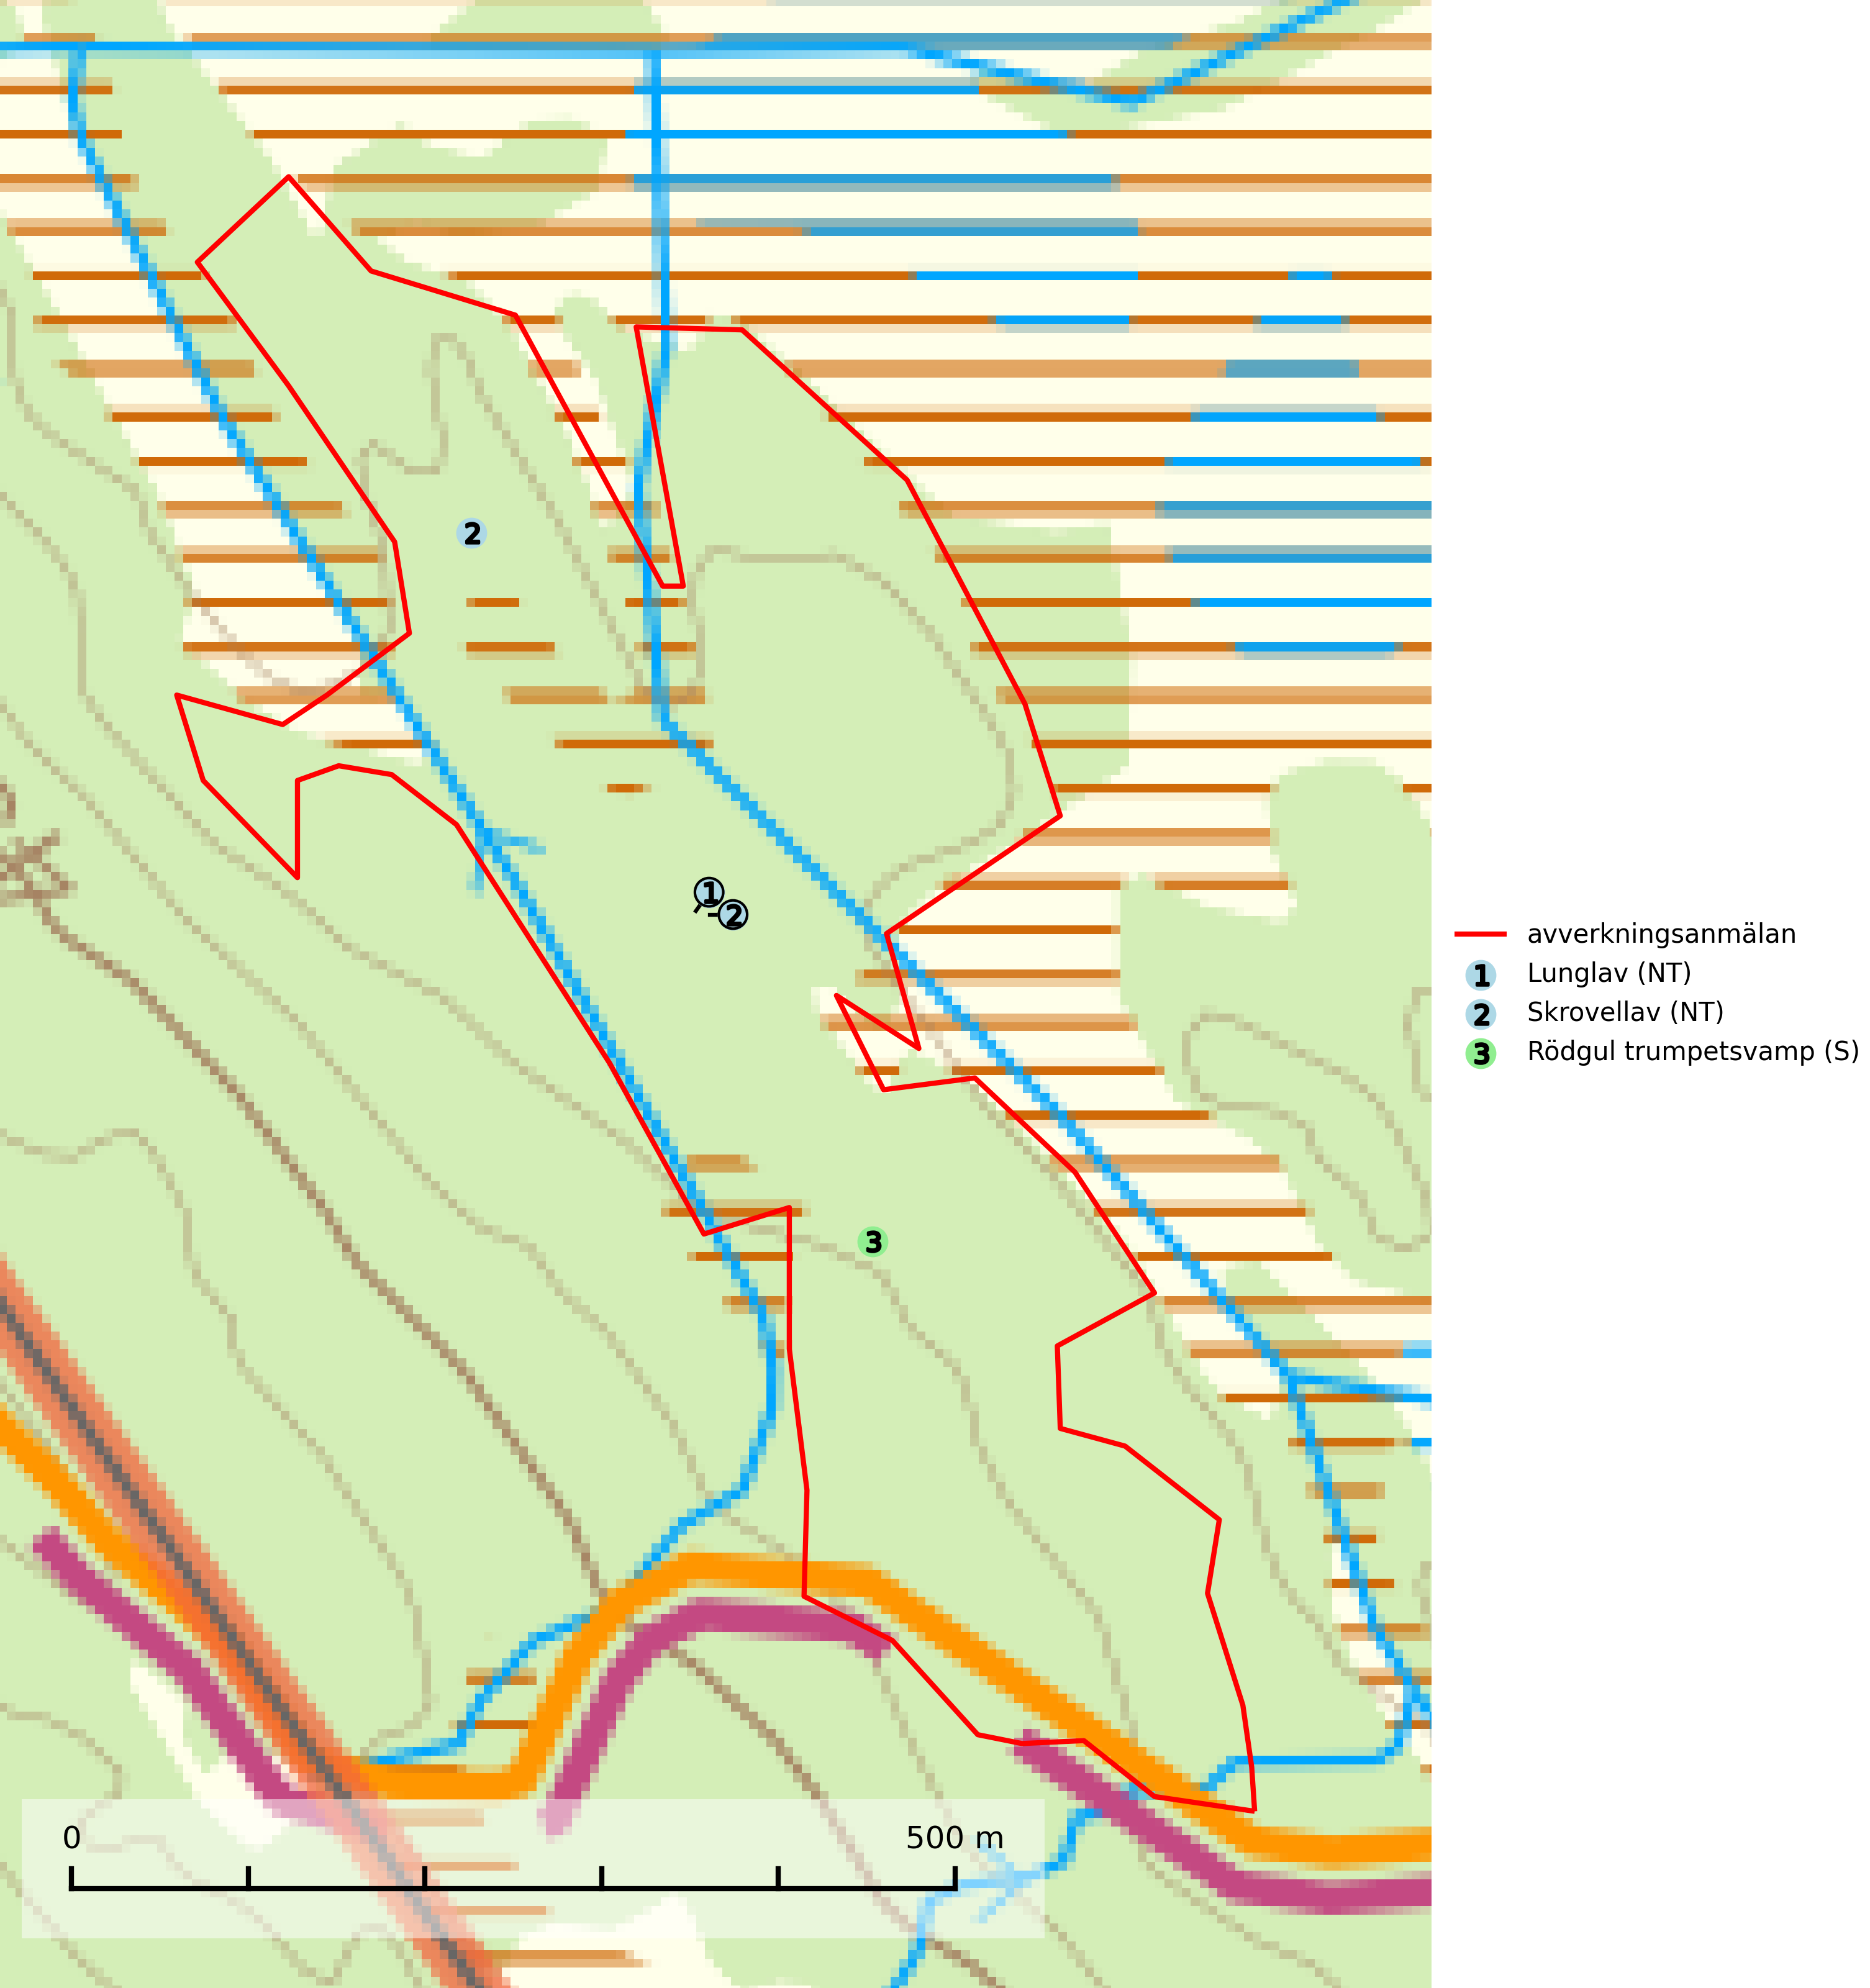 2
1
2
3
avverkningsanmälan
1 Lunglav (NT)
2 Skrovellav (NT)
3 Rödgul trumpetsvamp (S)
0 500 m